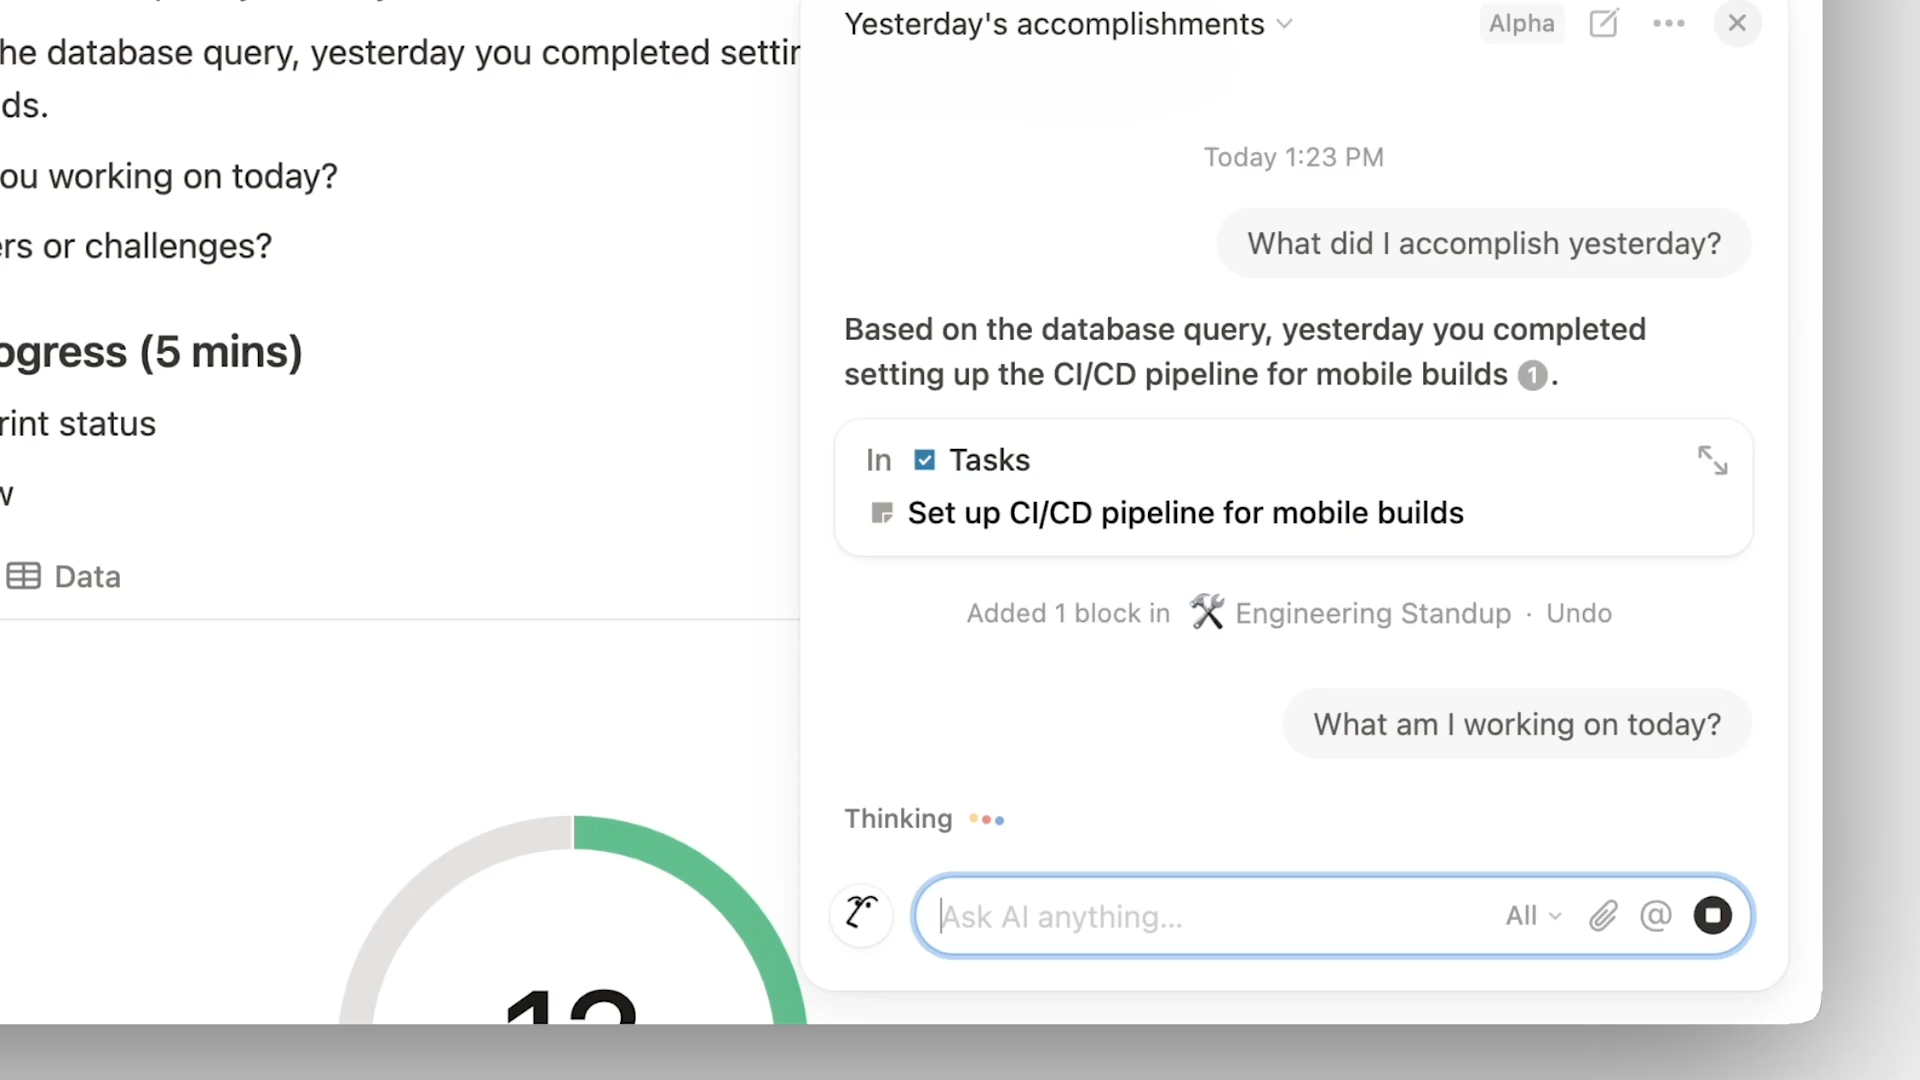 he database query, yesterday you completed
ds.
ou working on today?
ers or challenges?
ogress (5 mins)
rint status
w
Data
Yesterday's accomplishments
Alpha
Today 1:23 PM
What did I accomplish yesterday?
Based on the database query, yesterday you completed
setting up the CI/CD pipeline for mobile builds 1.
In Tasks
Set up CI/CD pipeline for mobile builds
Added 1 block in Engineering Standup · Undo
What am I working on today?
Thinking
Ask AI anything...
All
@